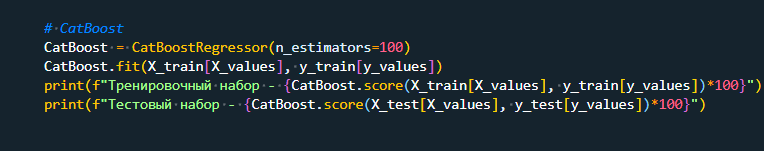 # CatBoost
CatBoost = CatBoostRegressor(n_estimators=100)
CatBoost.fit(X_train[X_values], y_train[y_values])
print(f"Тренировочный набор - {CatBoost.score(X_train[X_values], y_train[y_values])*100}")
print(f"Тестовый набор - {CatBoost.score(X_test[X_values], y_test[y_values])*100}")